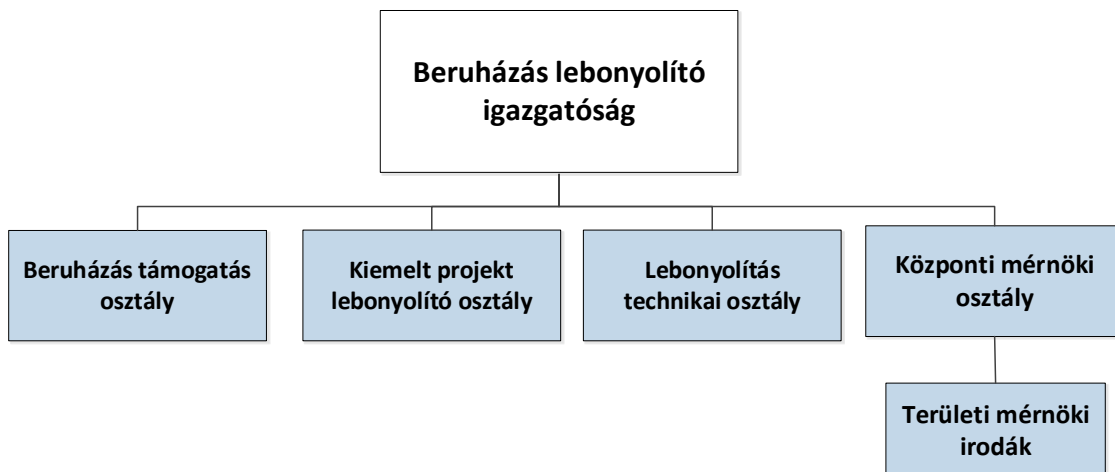 Beruházás lebonyolító
igazgatóság
Beruházás támogatás
osztály
Kiemelt projekt
lebonyolító osztály
Lebonyolítás
technikai osztály
Központi mérnöki
osztály
Területi mérnöki
irodák